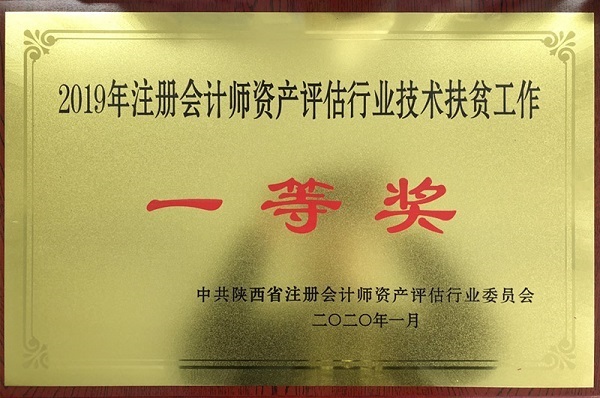 2019年注册会计师资产评估行业技术扶贫工作
一等奖
中共陕西省注册会计师资产评估行业委员会
二〇二〇年一月